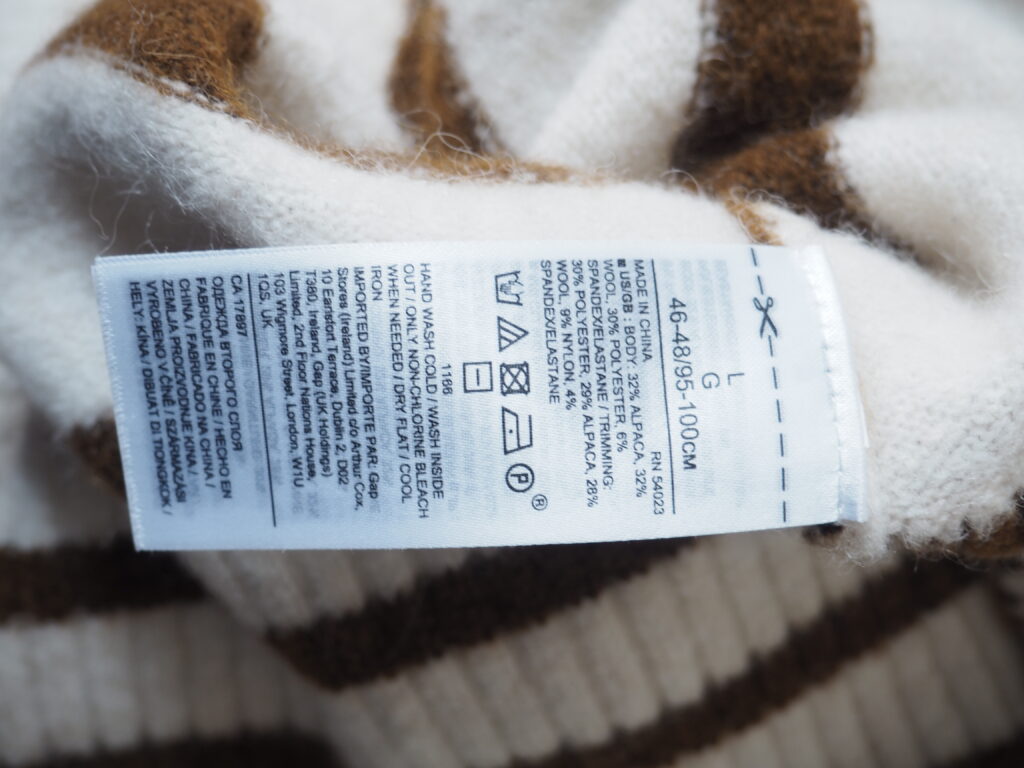 L
G
46-48/95-100CM
RN 54023
MADE IN CHINA
■ US/GB : BODY: 32% ALPACA, 32%
WOOL, 30% POLYESTER, 6%
SPANDEX/ELASTANE / TRIMMING:
30% POLYESTER, 29% ALPACA, 28%
WOOL, 9% NYLON, 4%
SPANDEX/ELASTANE
P
®
1166
HAND WASH COLD / WASH INSIDE
OUT / ONLY NON-CHLORINE BLEACH
WHEN NEEDED / DRY FLAT / COOL
IRON
IMPORTED BY/IMPORTE PAR: Gap
Stores (Ireland) Limited c/o Arthur Cox,
10 Earlsfort Terrace, Dublin 2, D02
T380, Ireland, Gap (UK Holdings)
Limited, 2nd Floor Nations House,
103 Wigmore Street, London, W1U
1QS, UK
CA 17897
ОДЕЖДА ВТОРОГО СЛОЯ
FABRIQUE EN CHINE / HECHO EN
CHINA / FABRICADO NA CHINA /
ZEMLJA PROIZVODNJE KINA /
VYROBENO V ČÍNĚ / SZÁRMAZÁSI
HELY: KÍNA / DIBUAT DI TIONGKOK /